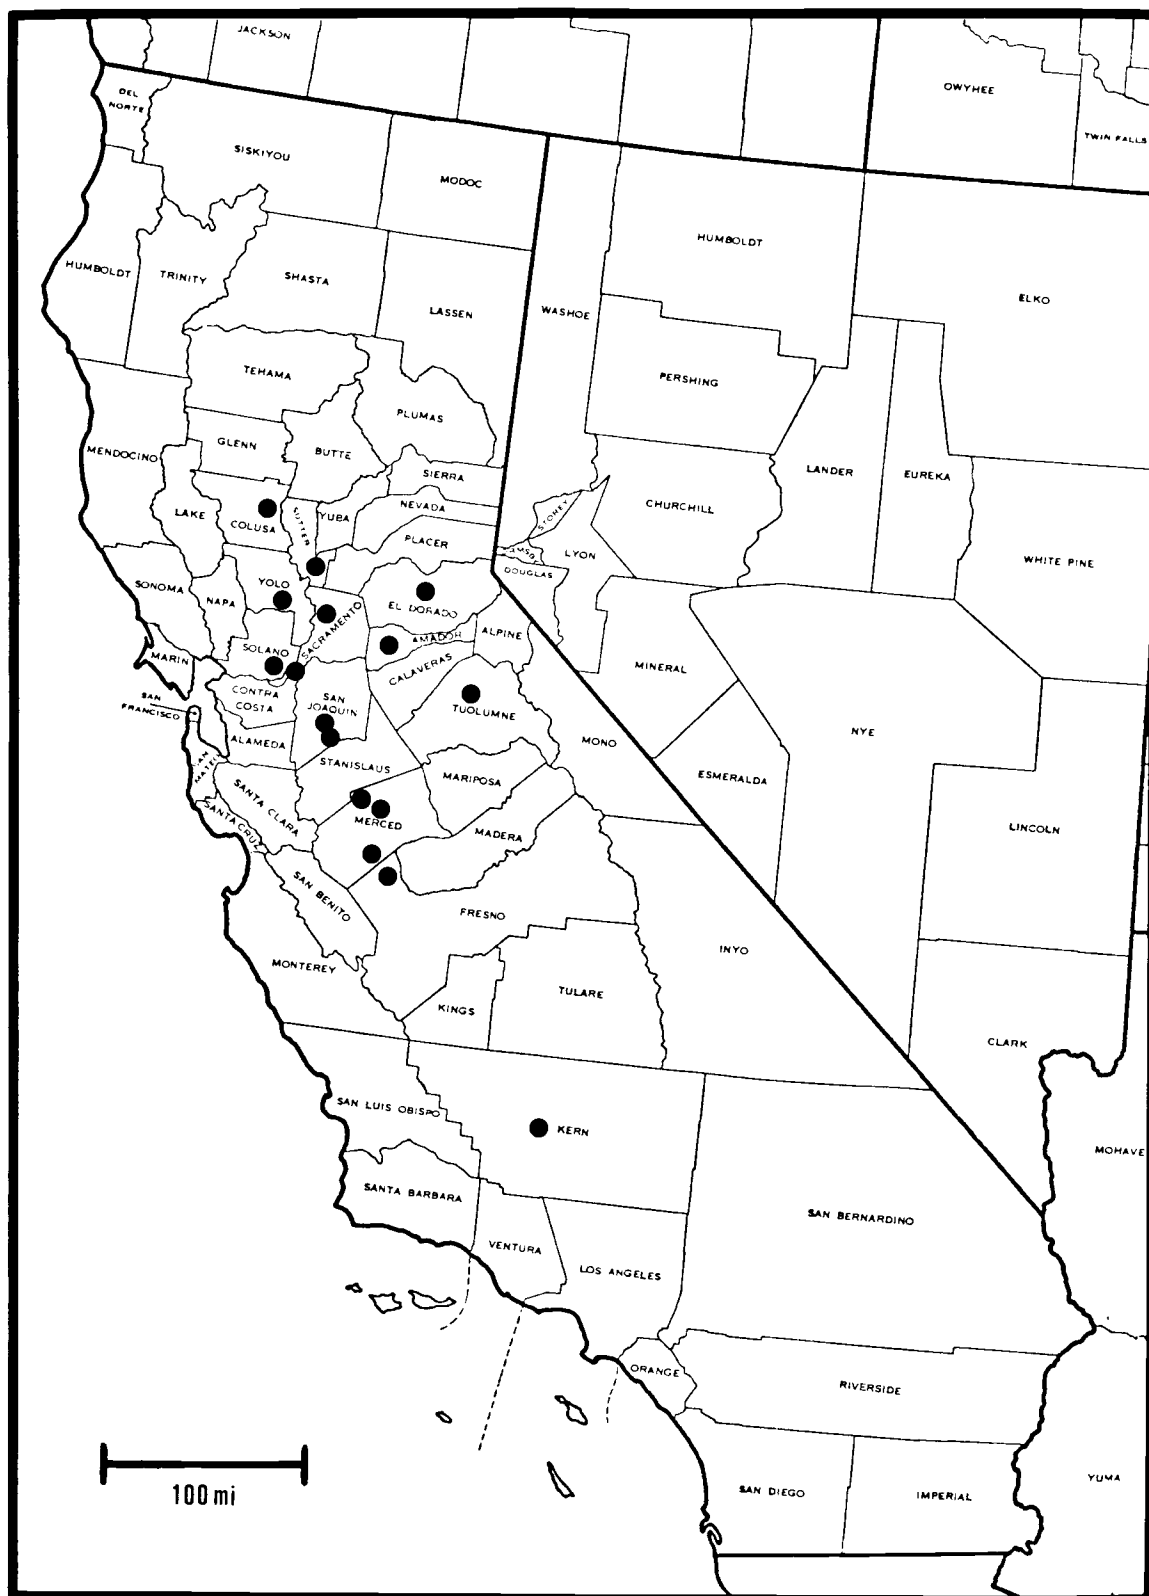 JACKSON
OWYHEE
TWIN FALLS
DEL
NORTE
SISKIYOU
MODOC
HUMBOLDT
HUMBOLDT
TRINITY
SHASTA
LASSEN
WASHOE
ELKO
TEHAMA
PERSHING
PLUMAS
MENDOCINO
GLENN
BUTTE
SIERRA
LANDER
EUREKA
LAKE
COLUSA
SUTTER
YUBA
NEVADA
STOREY
CHURCHILL
PLACER
LYON
DOUGLAS
WHITE PINE
SONOMA
NAPA
YOLO
EL DORADO
SACRAMENTO
AMADOR
ALPINE
MARIN
SOLANO
CALAVERAS
MINERAL
SAN
FRANCISCO
CONTRA
COSTA
SAN
JOAQUIN
TUOLUMNE
MONO
NYE
ALAMEDA
SAN
MATEO
STANISLAUS
MARIPOSA
ESMERALDA
SANTA CLARA
SANTA CRUZ
MERCED
MADERA
LINCOLN
SAN BENITO
FRESNO
INYO
MONTEREY
KINGS
TULARE
CLARK
SAN LUIS OBISPO
KERN
MOHAVE
SANTA BARBARA
SAN BERNARDINO
VENTURA
LOS ANGELES
ORANGE
RIVERSIDE
100 mi
SAN DIEGO
IMPERIAL
YUMA